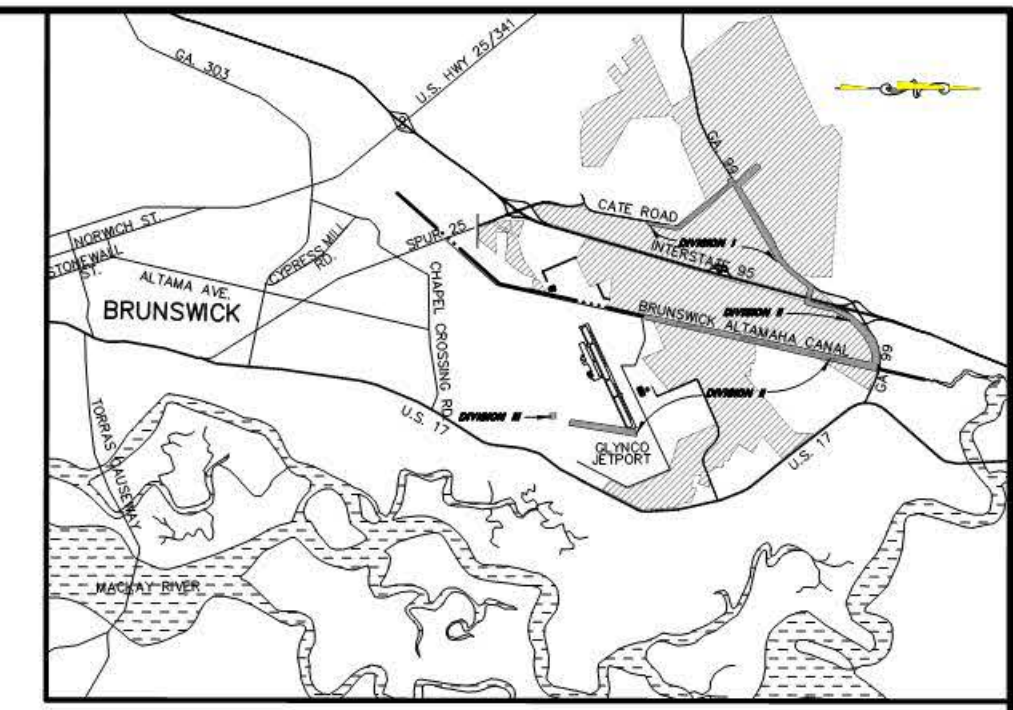 GA. 303
U.S. HWY 25/341
GA. 99
CATE ROAD
DIVISION I
INTERSTATE 95
NORWICH ST.
STONEWALL
ST.
SPUR 25
CYPRESS MILL
RD.
ALTAMA AVE.
BRUNSWICK
CHAPEL CROSSING RD.
DIVISION II
BRUNSWICK ALTAMAHA CANAL
GA. 99
DIVISION II
U.S. 17
DIVISION III
GLYNCO
JETPORT
U.S. 17
TORRAS CAUSEWAY
MACKAY RIVER